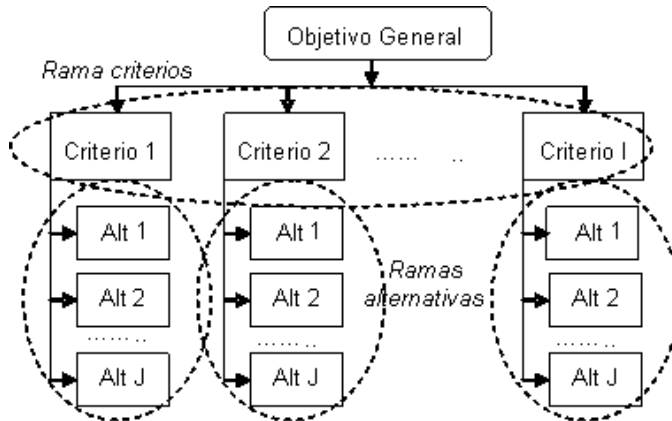 Objetivo General
Rama criterios
Criterio 1
Criterio 2
...... ..
Criterio I
Alt 1
Alt 2
........
Alt J
Alt 1
Alt 2
........
Alt J
Ramas
alternativas
Alt 1
Alt 2
........
Alt J